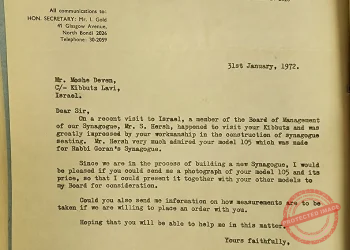 All communications to:
HON. SECRETARY: Mr. I. Gold
41 Glasgow Avenue,
North Bondi 2026
Telephone: 30-2059
31st January, 1972.
Mr. Moshe Deven,
C/- Kibbutz Lavi,
Israel.
Dear Sir,
On a recent visit to Israel, a member of the Board of Management
of our Synagogue, Mr. S. Hersh, happened to visit your Kibbuts and was
greatly impressed by your workmanship in the construction of synagogue
seating. Mr. Hersh very much admired your model 105 which was made
for Rabbi Goran's Synagogue.
Since we are in the process of building a new Synagogue, I would
be pleased if you could send me a photograph of your model 105 and its
price, so that I could present it together with your other models to
my Board for consideration.
Could you also send me information on how measurements are to be
taken if we are willing to place an order with you.
Hoping that you will be able to help me in this matter,
Yours faithfully,
PROTECTED